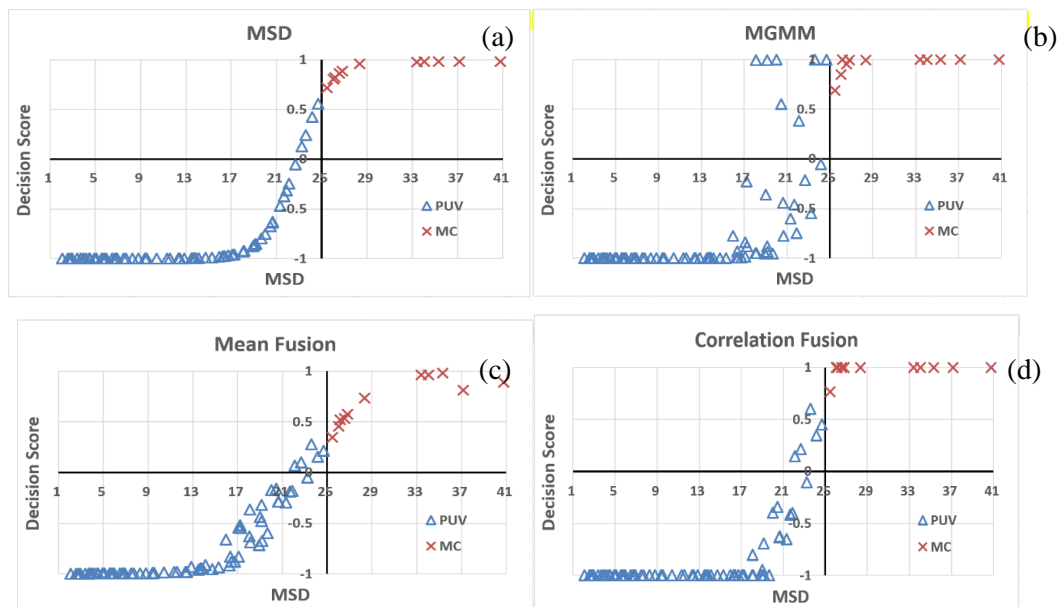 MSD
(a)
1
0.5
0
-0.5
-1
1 5 9 13 17 21 25 29 33 37 41
Decision Score
MSD
PUV
MC
MGMM
(b)
1
0.5
0
-0.5
-1
1 5 9 13 17 21 25 29 33 37 41
Decision Score
MSD
PUV
MC
Mean Fusion
(c)
1
0.5
0
-0.5
-1
1 5 9 13 17 21 25 29 33 37 41
Decision Score
MSD
PUV
MC
Correlation Fusion
(d)
1
0.5
0
-0.5
-1
1 5 9 13 17 21 25 29 33 37 41
Decision Score
MSD
PUV
MC